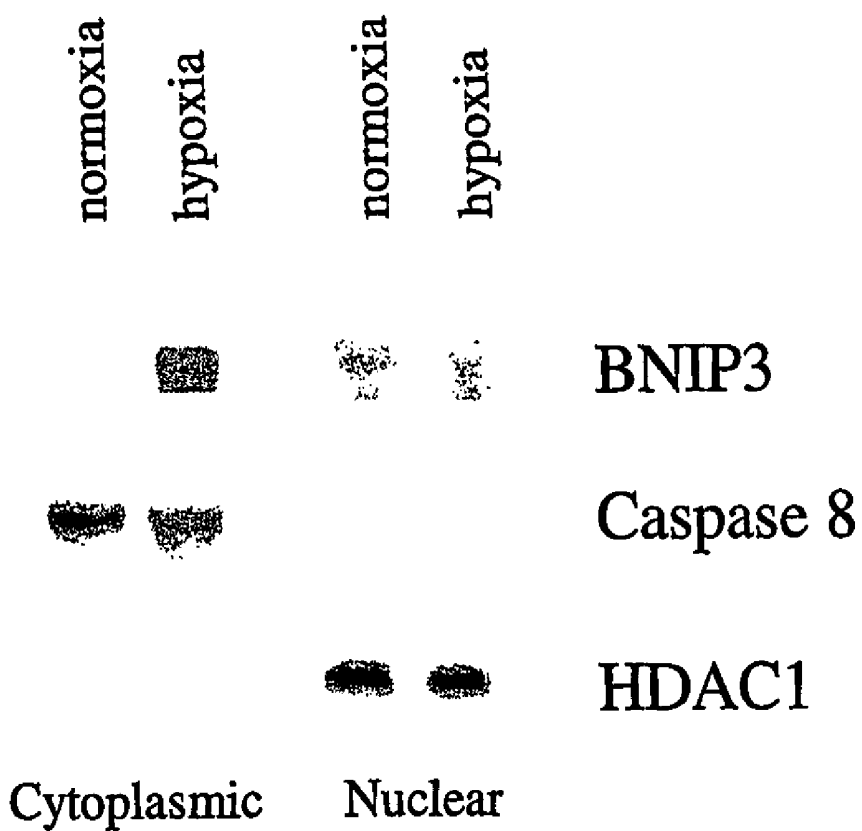 normoxia
hypoxia
normoxia
hypoxia
BNIP3
Caspase 8
HDAC1
Cytoplasmic
Nuclear